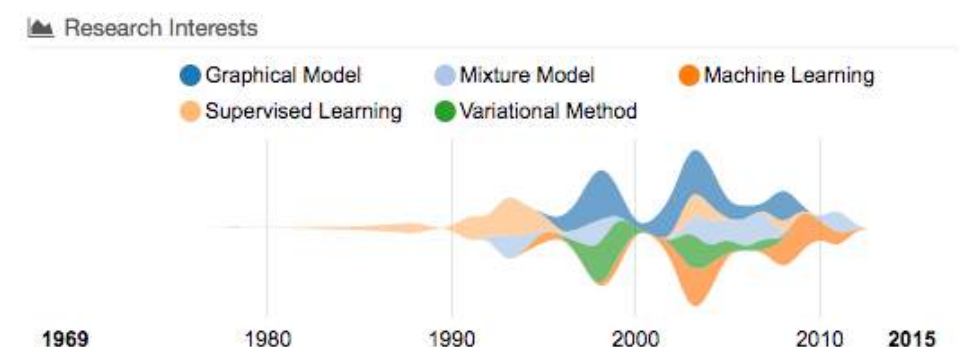 Research Interests
Graphical Model Mixture Model Machine Learning
Supervised Learning Variational Method
1969 1980 1990 2000 2010 2015